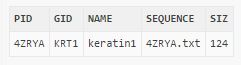 PID GID NAME SEQUENCE SIZ
4ZRYA KRT1 keratin1 4ZRYA.txt 124